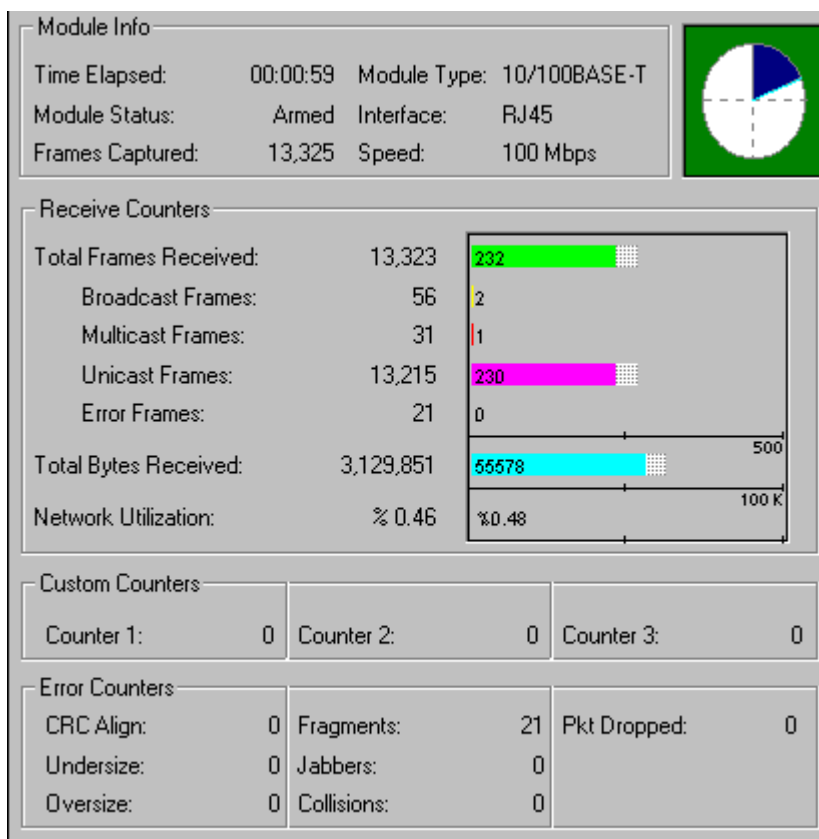 Module Info
Time Elapsed: 00:00:59 Module Type: 10/100BASE-T
Module Status: Armed Interface: RJ45
Frames Captured: 13,325 Speed: 100 Mbps
Receive Counters
Total Frames Received: 13,323 232
Broadcast Frames: 56 2
Multicast Frames: 31 1
Unicast Frames: 13,215 230
Error Frames: 21 0
500
Total Bytes Received: 3,129,851 55578
100 K
Network Utilization: % 0.46 %0.48
Custom Counters
Counter 1: 0 Counter 2: 0 Counter 3: 0
Error Counters
CRC Align: 0 Fragments: 21 Pkt Dropped: 0
Undersize: 0 Jabbers: 0
Oversize: 0 Collisions: 0